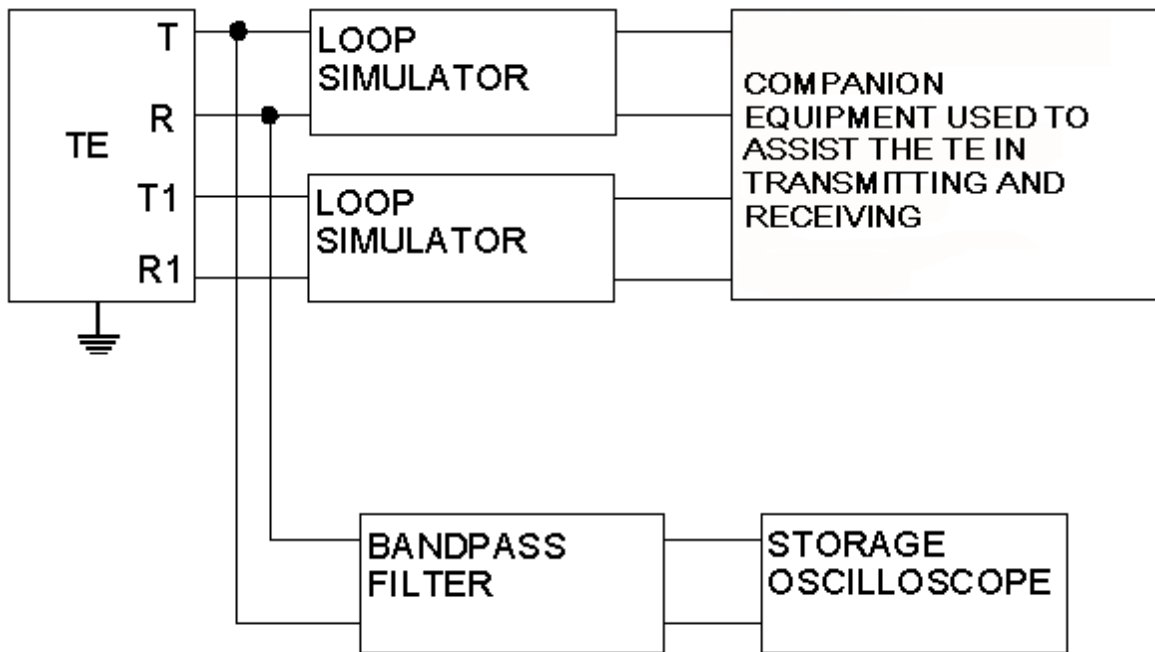 T
R
TE
T1
R1
LOOP
SIMULATOR
LOOP
SIMULATOR
COMPANION
EQUIPMENT USED TO
ASSIST THE TE IN
TRANSMITTING AND
RECEIVING
BANDPASS
FILTER
STORAGE
OSCILLOSCOPE